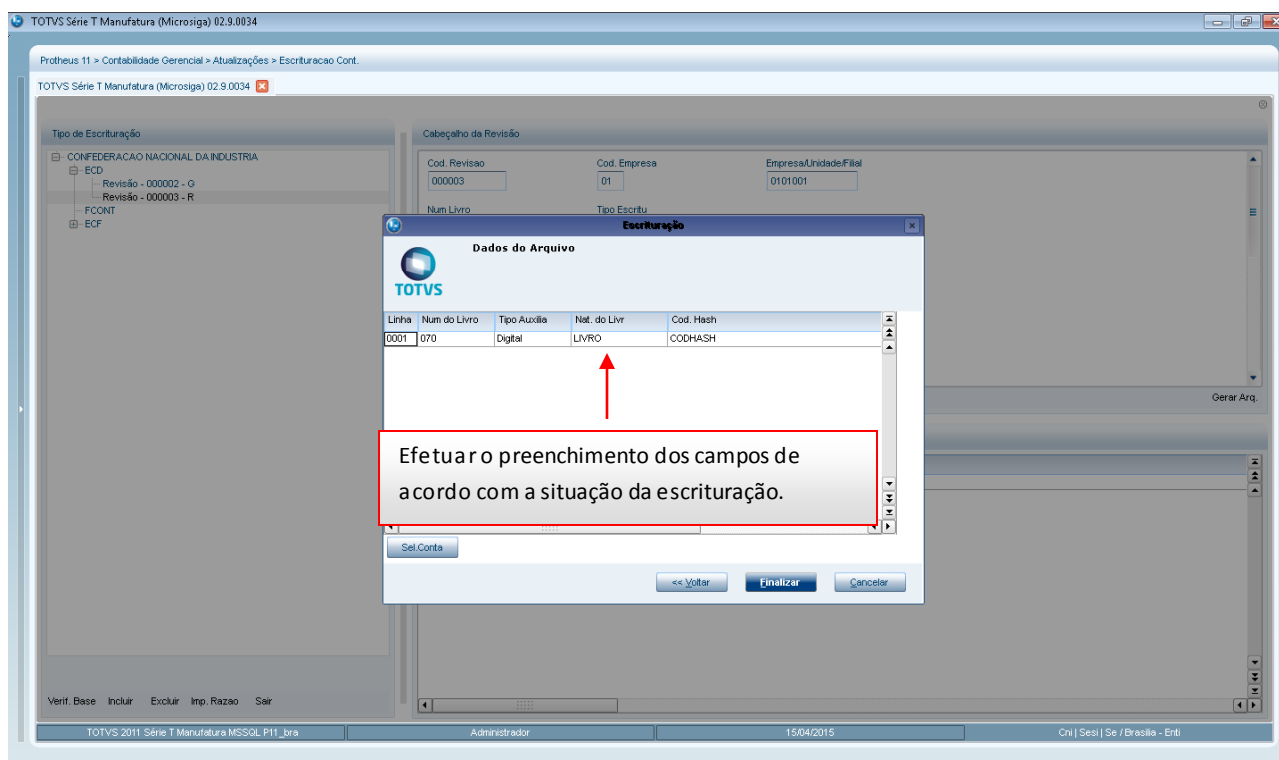 TOTVS Série T Manufatura (Microsiga) 02.9.0034
Protheus 11 > Contabilidade Gerencial > Atualizações > Escrituracao Cont.
TOTVS Série T Manufatura (Microsiga) 02.9.0034
Tipo de Escrituração
CONFEDERACAO NACIONAL DA INDUSTRIA
ECD
Revisão - 000002 - G
Revisão - 000003 - R
FCONT
ECF
Cabeçalho da Revisão
Cod. Revisao Cod. Empresa Empresa/Unidade/Filial
000003 01 0101001
Num Livro Tipo Escritu
Escrituração
Dados do Arquivo
TOTVS
Linha Num do Livro Tipo Auxilia Nat. do Livr Cod. Hash
0001 070 Digital LIVRO CODHASH
Gerar Arq.
Efetuar o preenchimento dos campos de
acordo com a situação da escrituração.
Sel.Conta
<< Voltar Finalizar Cancelar
Verif. Base Incluir Excluir Imp. Razao Sair
TOTVS 2011 Série T Manufatura MSSQL P11_bra Administrador 15/04/2015 Cni | Sesi | Se / Brasilia - Enti